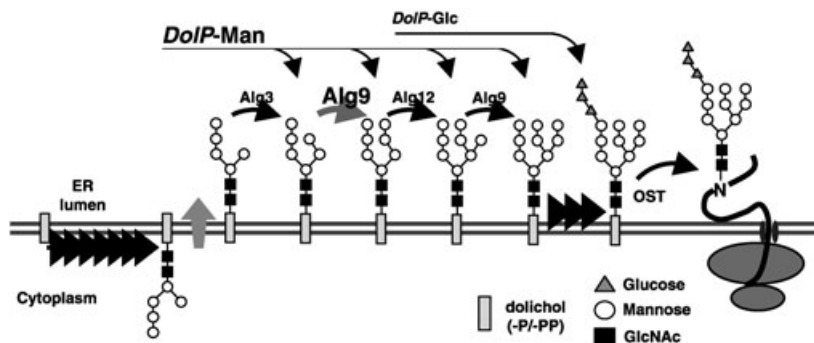 DolP-Glc
DolP-Man
Alg3
Alg9
Alg12
Alg9
ER
lumen
OST
N
Cytoplasm
dolichol
(-P/-PP)
Glucose
Mannose
GlcNAc